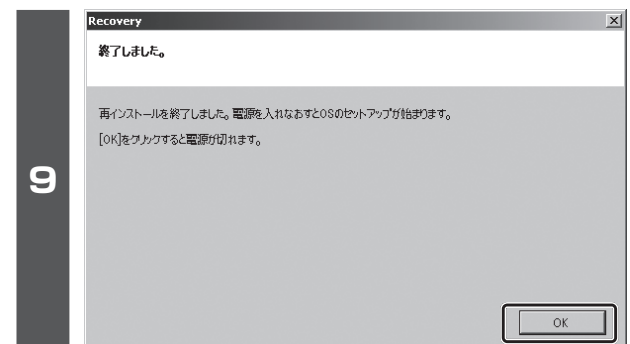 9
Recovery
終了しました。
再インストールを終了しました。電源を入れなおすとOSのセットアップが始まります。
[OK]をクリックすると電源が切れます。
OK